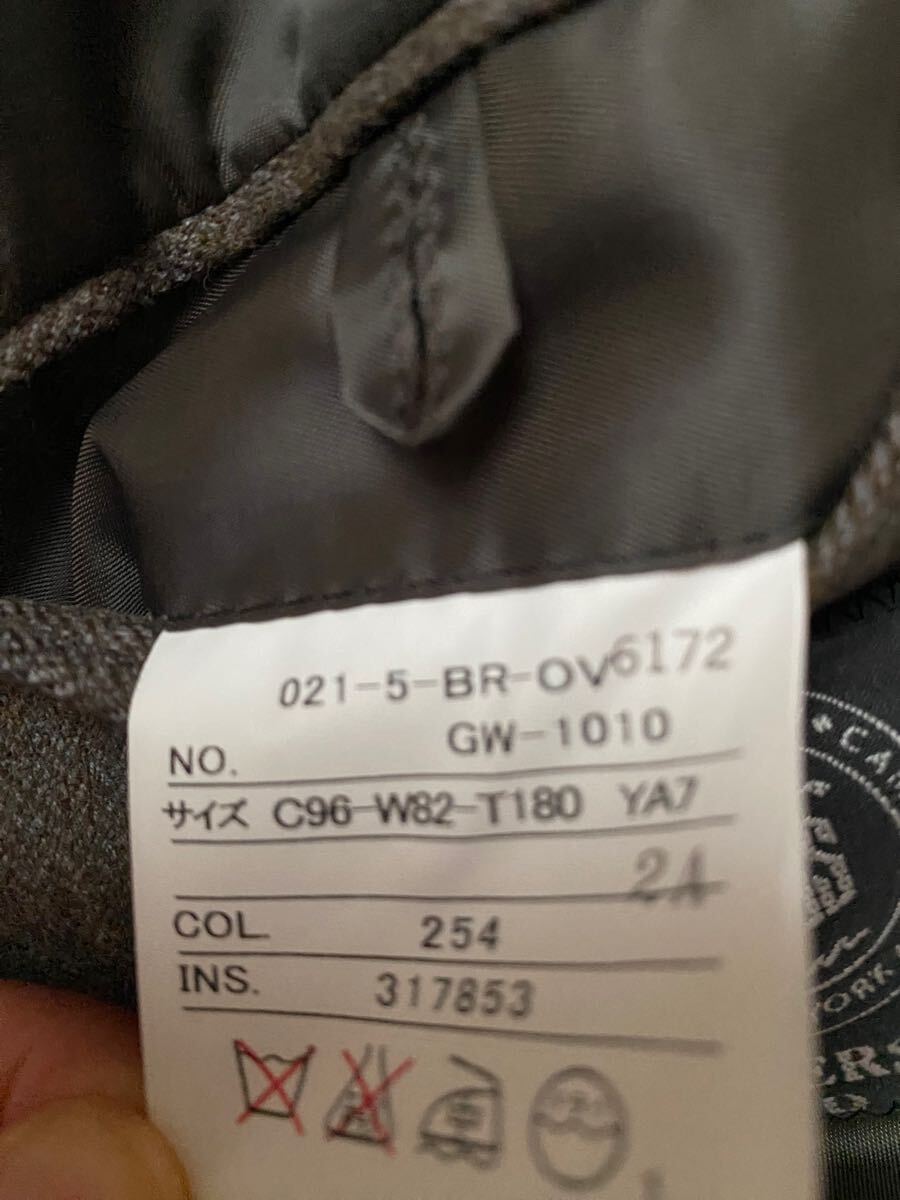 021-5-BR-OV6172
NO. GW-1010
サイズ C96-W82-T180 YA7
2A
COL. 254
INS. 317853
YORK